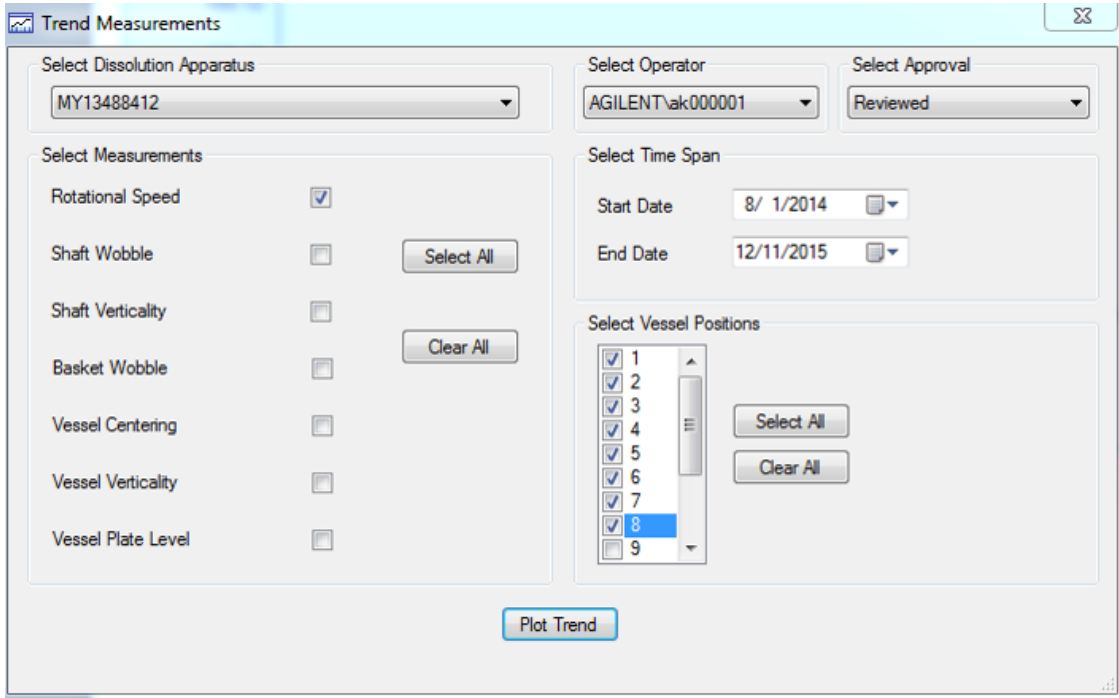 Trend Measurements
Select Dissolution Apparatus
MY13488412
Select Operator
AGILENT\ak000001
Select Approval
Reviewed
Select Measurements
Rotational Speed
Shaft Wobble
Shaft Verticality
Basket Wobble
Vessel Centering
Vessel Verticality
Vessel Plate Level
Select All
Clear All
Select Time Span
Start Date 8/ 1/2014
End Date 12/11/2015
Select Vessel Positions
1
2
3
4
5
6
7
8
9
Select All
Clear All
Plot Trend